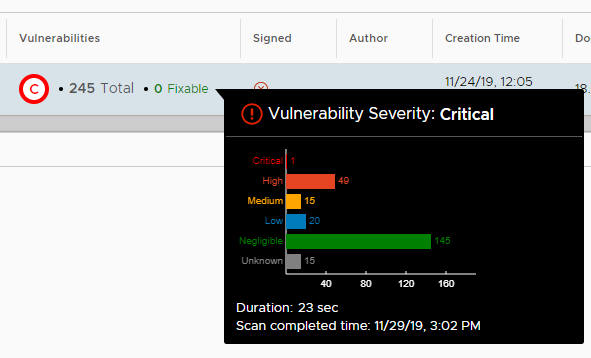 Vulnerabilities Signed Author Creation Time Do
C • 245 Total • 0 Fixable 11/24/19, 12:05 18.
Vulnerability Severity: Critical
Critical 1
High 49
Medium 15
Low 20
Negligible 145
Unknown 15
40 80 120 160
Duration: 23 sec
Scan completed time: 11/29/19, 3:02 PM